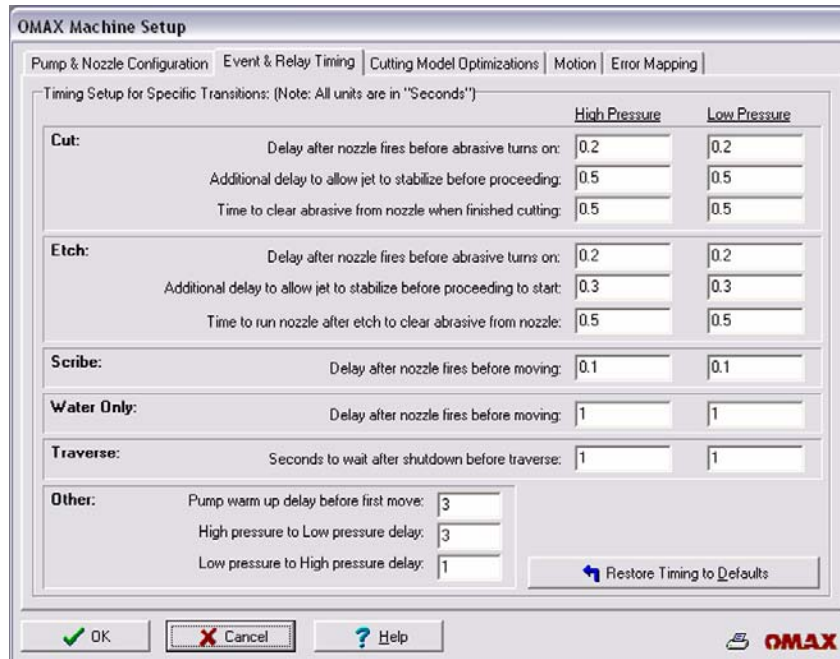 OMAX Machine Setup
Pump & Nozzle Configuration Event & Relay Timing Cutting Model Optimizations Motion Error Mapping
Timing Setup for Specific Transitions: (Note: All units are in "Seconds")
High Pressure Low Pressure
Cut:
Delay after nozzle fires before abrasive turns on: 0.2 0.2
Additional delay to allow jet to stabilize before proceeding: 0.5 0.5
Time to clear abrasive from nozzle when finished cutting: 0.5 0.5
Etch:
Delay after nozzle fires before abrasive turns on: 0.2 0.2
Additional delay to allow jet to stabilize before proceeding to start: 0.3 0.3
Time to run nozzle after etch to clear abrasive from nozzle: 0.5 0.5
Scribe: Delay after nozzle fires before moving: 0.1 0.1
Water Only: Delay after nozzle fires before moving: 1 1
Traverse: Seconds to wait after shutdown before traverse: 1 1
Other: Pump warm up delay before first move: 3
High pressure to Low pressure delay: 3
Low pressure to High pressure delay: 1
Restore Timing to Defaults
OK Cancel ? Help OMAX